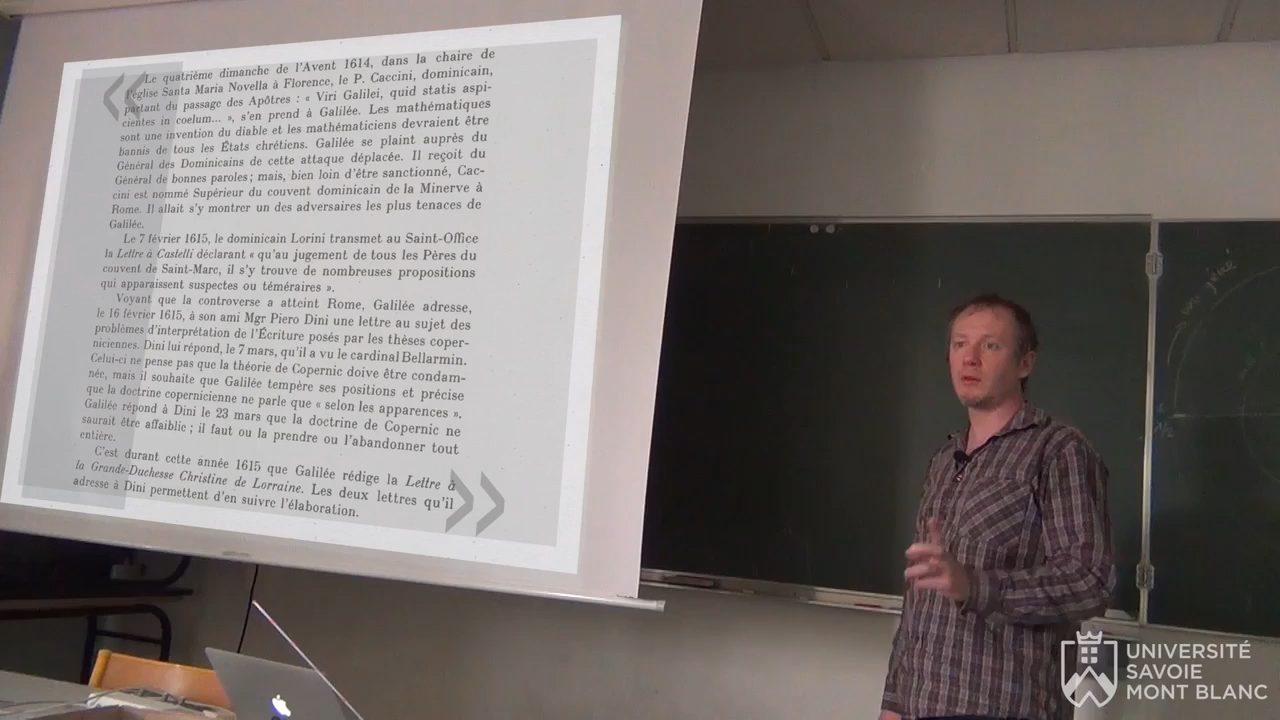 «
Le quatrième dimanche de l'Avent 1614, dans la chaire de
l'église Santa Maria Novella à Florence, le P. Caccini, dominicain,
partant du passage des Apôtres : « Viri Galilei, quid statis aspi-
cientes in coelum... », s'en prend à Galilée. Les mathématiques
sont une invention du diable et les mathématiciens devraient être
bannis de tous les États chrétiens. Galilée se plaint auprès du
Général des Dominicains de cette attaque déplacée. Il reçoit du
Général de bonnes paroles; mais, bien loin d'être sanctionné, Cac-
cini est nommé Supérieur du couvent dominicain de la Minerve à
Rome. Il allait s'y montrer un des adversaires les plus tenaces de
Galilée.
Le 7 février 1615, le dominicain Lorini transmet au Saint-Office
la Lettre à Castelli déclarant « qu'au jugement de tous les Pères du
couvent de Saint-Marc, il s'y trouve de nombreuses propositions
qui apparaissent suspectes ou téméraires ».
Voyant que la controverse a atteint Rome, Galilée adresse,
le 16 février 1615, à son ami Mgr Piero Dini une lettre au sujet des
problèmes d'interprétation de l'Écriture posés par les thèses coper-
niciennes. Dini lui répond, le 7 mars, qu'il a vu le cardinal Bellarmin.
Celui-ci ne pense pas que la théorie de Copernic doive être condam-
née, mais il souhaite que Galilée tempère ses positions et précise
que la doctrine copernicienne ne parle que « selon les apparences ».
Galilée répond à Dini le 23 mars que la doctrine de Copernic ne
saurait être affaiblie ; il faut ou la prendre ou l'abandonner tout
entière.
C'est durant cette année 1615 que Galilée rédige la Lettre à
la Grande-Duchesse Christine de Lorraine. Les deux lettres qu'il
adresse à Dini permettent d'en suivre l'élaboration.
»
UNIVERSITÉ
SAVOIE
MONT BLANC